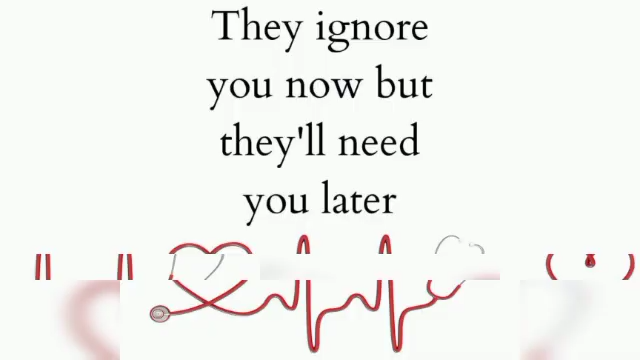 They ignore
you now but
they'll need
you later